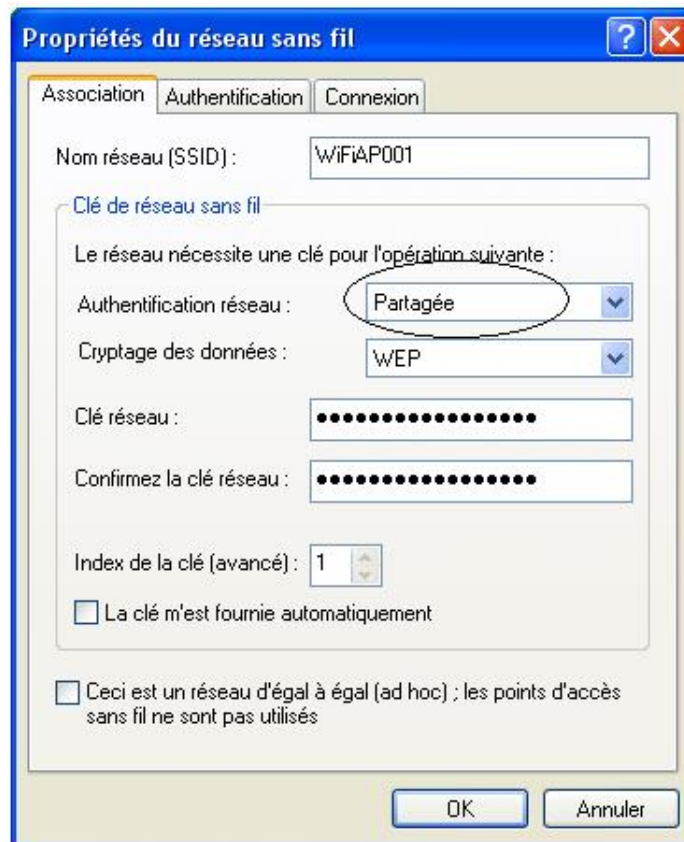 Propriétés du réseau sans fil
Association Authentification Connexion
Nom réseau (SSID) : WiFiAP001
Clé de réseau sans fil
Le réseau nécessite une clé pour l'opération suivante :
Authentification réseau : Partagée
Cryptage des données : WEP
Clé réseau : •••••••••••••••••
Confirmez la clé réseau : •••••••••••••••••
Index de la clé (avancé) : 1
La clé m'est fournie automatiquement
Ceci est un réseau d'égal à égal (ad hoc) ; les points d'accès
sans fil ne sont pas utilisés
OK Annuler